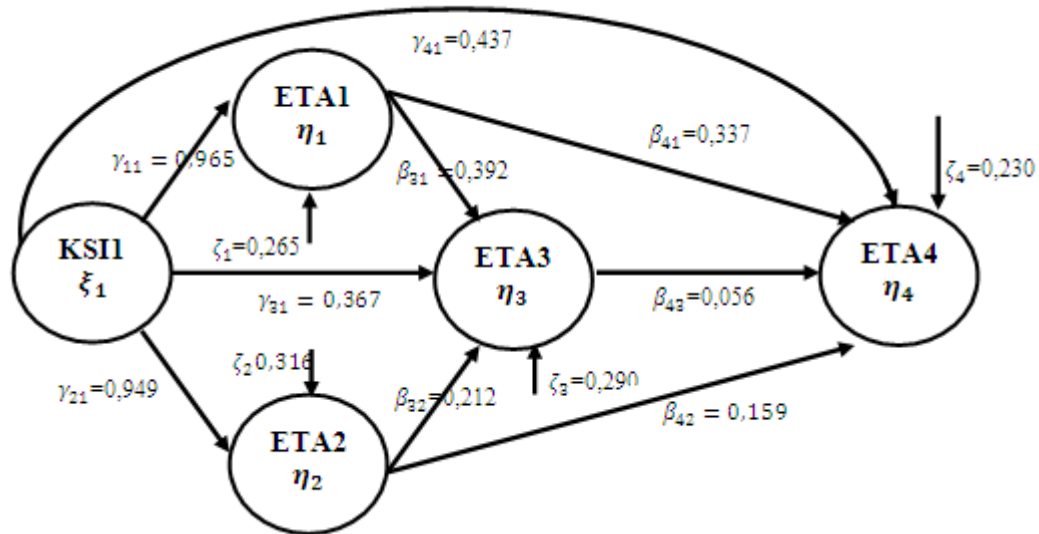 γ₄₁=0,437
ETA1
η₁
γ₁₁ = 0,965
β₃₁ =0,392
β₄₁=0,337
ζ₄=0,230
KSI1
ξ₁
ζ₁=0,265
ETA3
η₃
ETA4
η₄
γ₃₁ = 0,367
β₄₃=0,056
γ₂₁=0,949
ζ₂0,316
β₃₂=0,212
ζ₃=0,290
β₄₂ = 0,159
ETA2
η₂